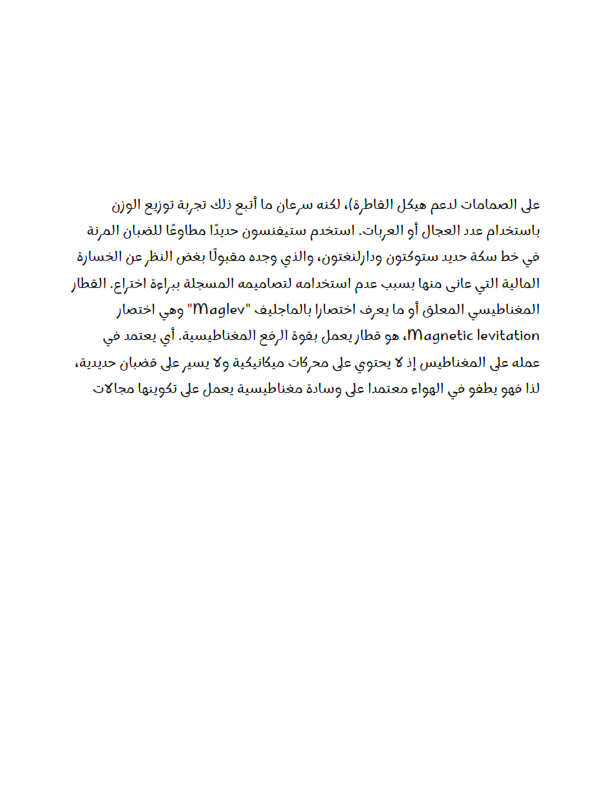 على الصمامات لدعم هيكل القاطرة)، لكنه سرعان ما أتبع ذلك تجربة توزيع الوزن
باستخدام عدد العجال أو العربات. استخدم ستيفنسون حديدًا مطاوعًا للضبان المرنة
في خط سكة حديد ستوكتون ودارلنغتون، والذي وجده مقبولًا بغض النظر عن الخسارة
المالية التي عانى منها بسبب عدم استخدامه لتصاميمه المسجلة ببراءة اختراع. القطار
المغناطيسي المعلق أو ما يعرف اختصارا بالماجليف "Maglev" وهي اختصار
Magnetic levitation، هو قطار يعمل بقوة الرفع المغناطيسية. أي يعتمد في
عمله على المغناطيس إذ لا يحتوي على محركات ميكانيكية ولا يسير على قضبان حديدية،
لذا فهو يطفو في الهواء معتمدا على وسادة مغناطيسية يعمل على تكوينها مجالات